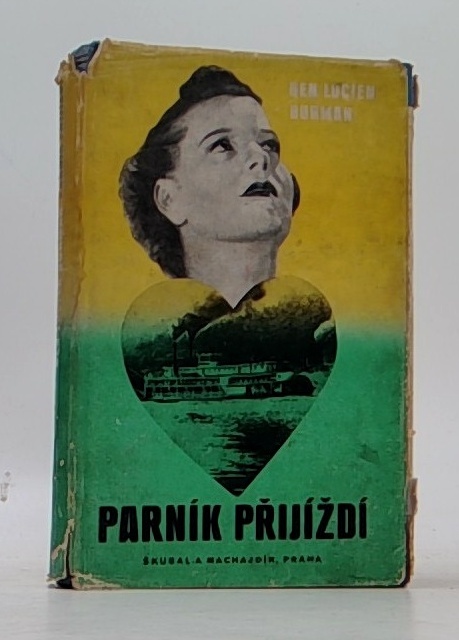 BEN LUCIEN
BURMAN
PARNÍK PŘIJÍŽDÍ
ŠKUBAL A MACHAJDÍK, PRAHA